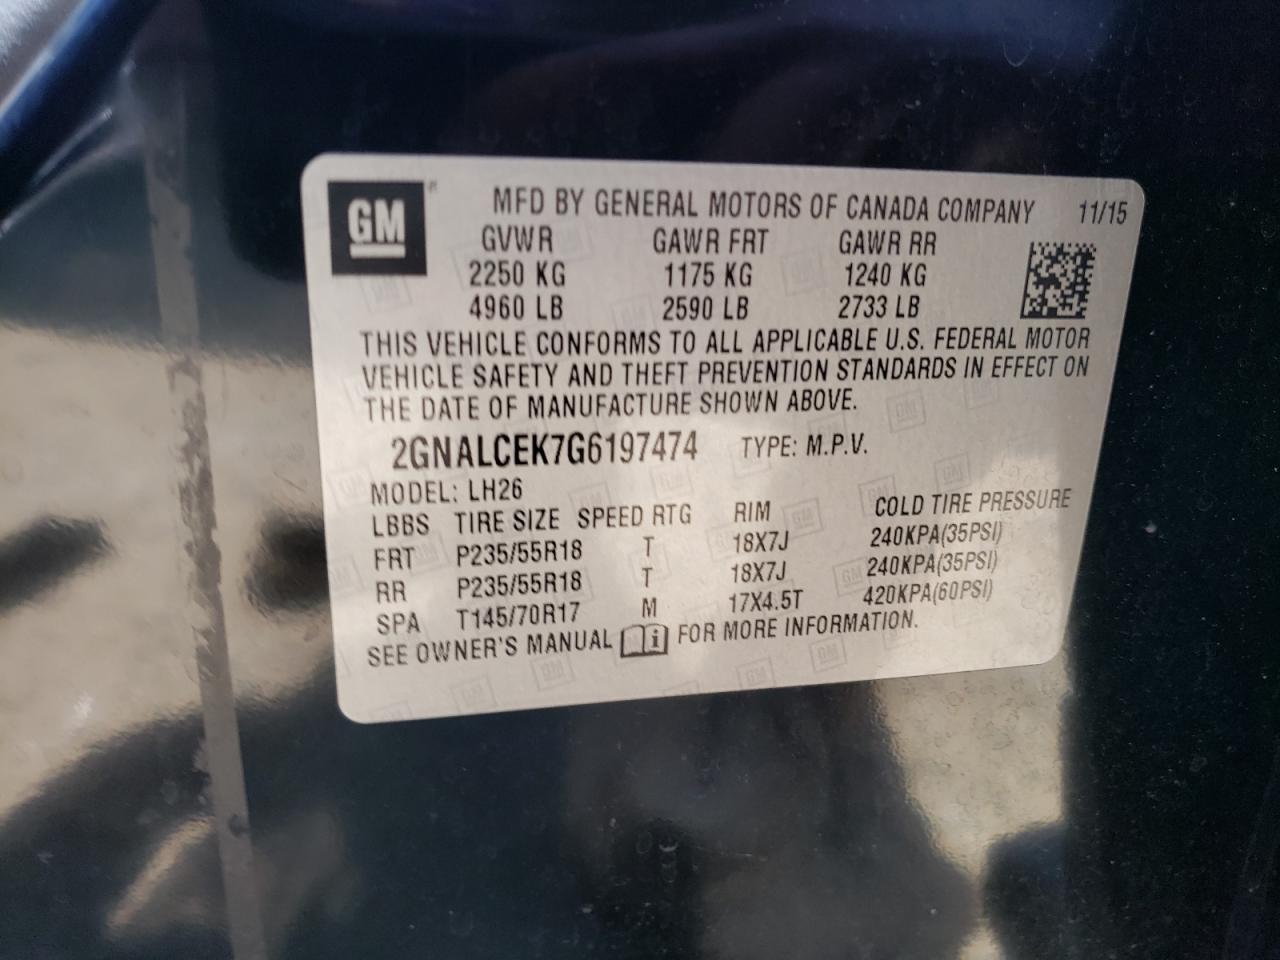 GM
MFD BY GENERAL MOTORS OF CANADA COMPANY 11/15
GVWR GAWR FRT GAWR RR
2250 KG 1175 KG 1240 KG
4960 LB 2590 LB 2733 LB
THIS VEHICLE CONFORMS TO ALL APPLICABLE U.S. FEDERAL MOTOR
VEHICLE SAFETY AND THEFT PREVENTION STANDARDS IN EFFECT ON
THE DATE OF MANUFACTURE SHOWN ABOVE.
2GNALCEK7G6197474 TYPE: M.P.V.
MODEL: LH26
LBBS TIRE SIZE SPEED RTG RIM COLD TIRE PRESSURE
FRT P235/55R18 T 18X7J 240KPA(35PSI)
RR P235/55R18 T 18X7J 240KPA(35PSI)
SPA T145/70R17 M 17X4.5T 420KPA(60PSI)
SEE OWNER'S MANUAL FOR MORE INFORMATION.